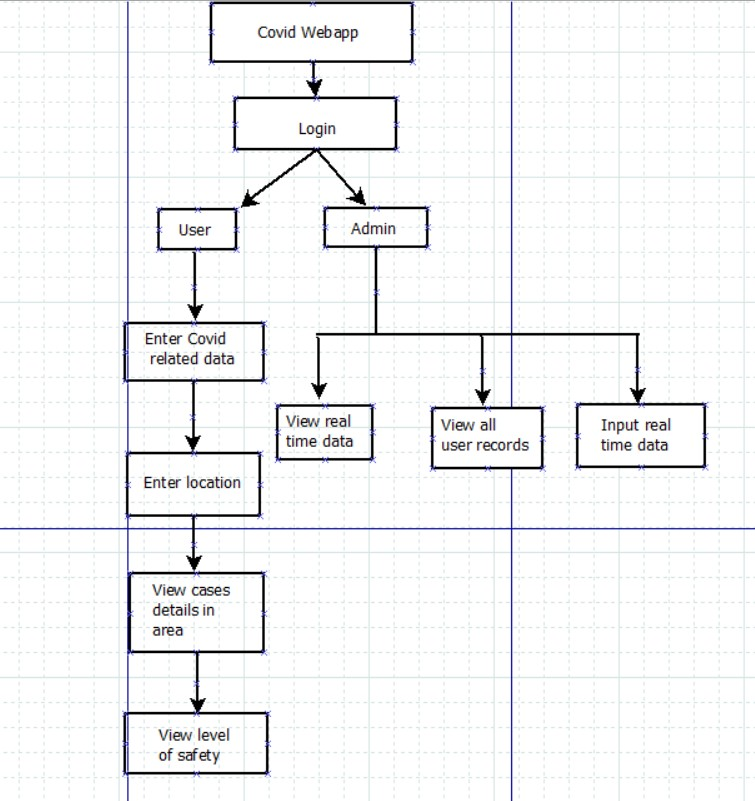 Covid Webapp
Login
User
Admin
Enter Covid
related data
View real
time data
View all
user records
Input real
time data
Enter location
View cases
details in
area
View level
of safety